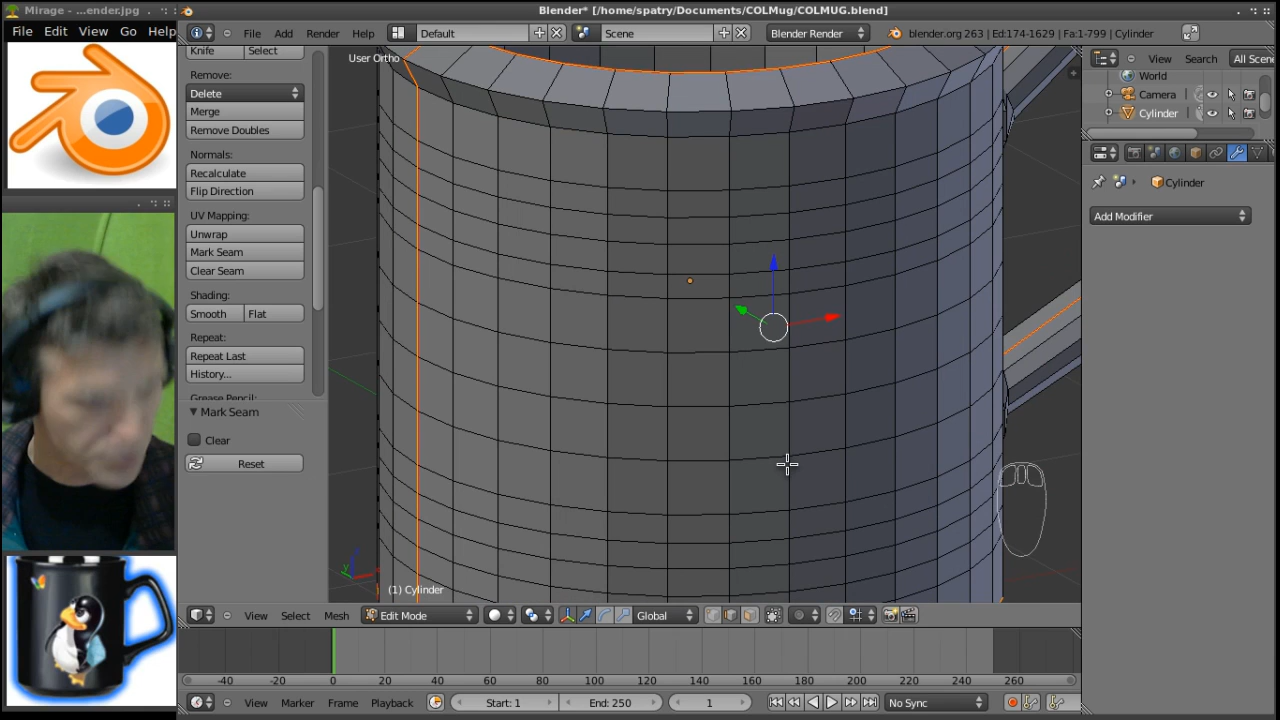 Mirage - ...ender.jpg
File Edit View Go Help
Blender* [/home/spatry/Documents/COLMug/COLMUG.blend]
File Add Render Help
Default
Scene
Blender Render
blender.org 263 | Ed:174-1629 | Fa:1-799 | Cylinder
Knife Select
Remove:
Delete
Merge
Remove Doubles
Normals:
Recalculate
Flip Direction
UV Mapping:
Unwrap
Mark Seam
Clear Seam
Shading:
Smooth Flat
Repeat:
Repeat Last
History...
Grease Pencil:
Mark Seam
Clear
Reset
User Ortho
y
(1) Cylinder
View Search All Scene
World
Camera
Cylinder
Cylinder
Add Modifier
View Select Mesh Edit Mode Global
-40 -20 0 20 40 60 80 100 120 140 160 180 200 220 240 260
View Marker Frame Playback Start: 1 End: 250 1 No Sync